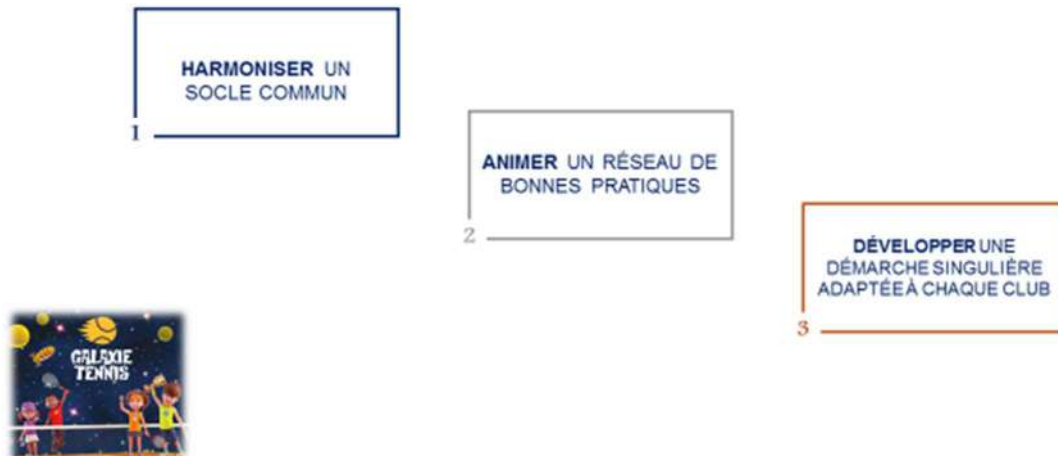 HARMONISER UN
SOCLE COMMUN
1
ANIMER UN RÉSEAU DE
BONNES PRATIQUES
2
DÉVELOPPER UNE
DÉMARCHE SINGULIÈRE
ADAPTÉE À CHAQUE CLUB
3
GALAXIE
TENNIS